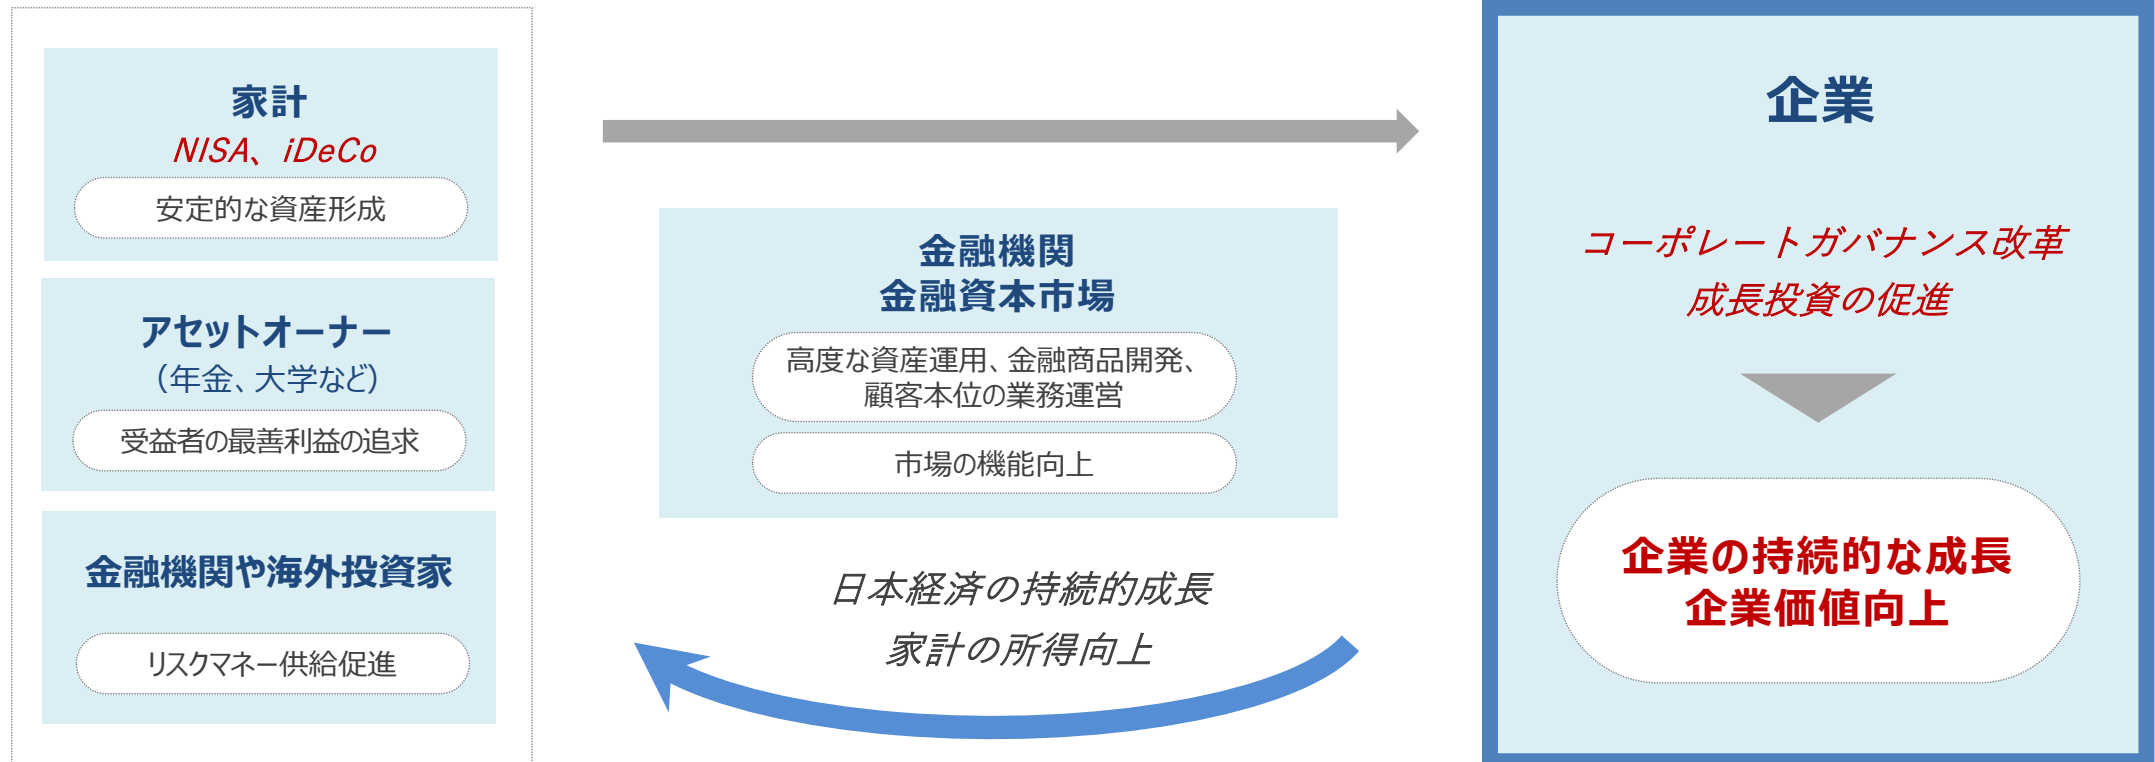 家計
NISA、iDeCo
安定的な資産形成
アセットオーナー
（年金、大学など）
受益者の最善利益の追求
金融機関や海外投資家
リスクマネー供給促進
金融機関
金融資本市場
高度な資産運用、金融商品開発、
顧客本位の業務運営
市場の機能向上
日本経済の持続的成長
家計の所得向上
企業
コーポレートガバナンス改革
成長投資の促進
企業の持続的な成長
企業価値向上